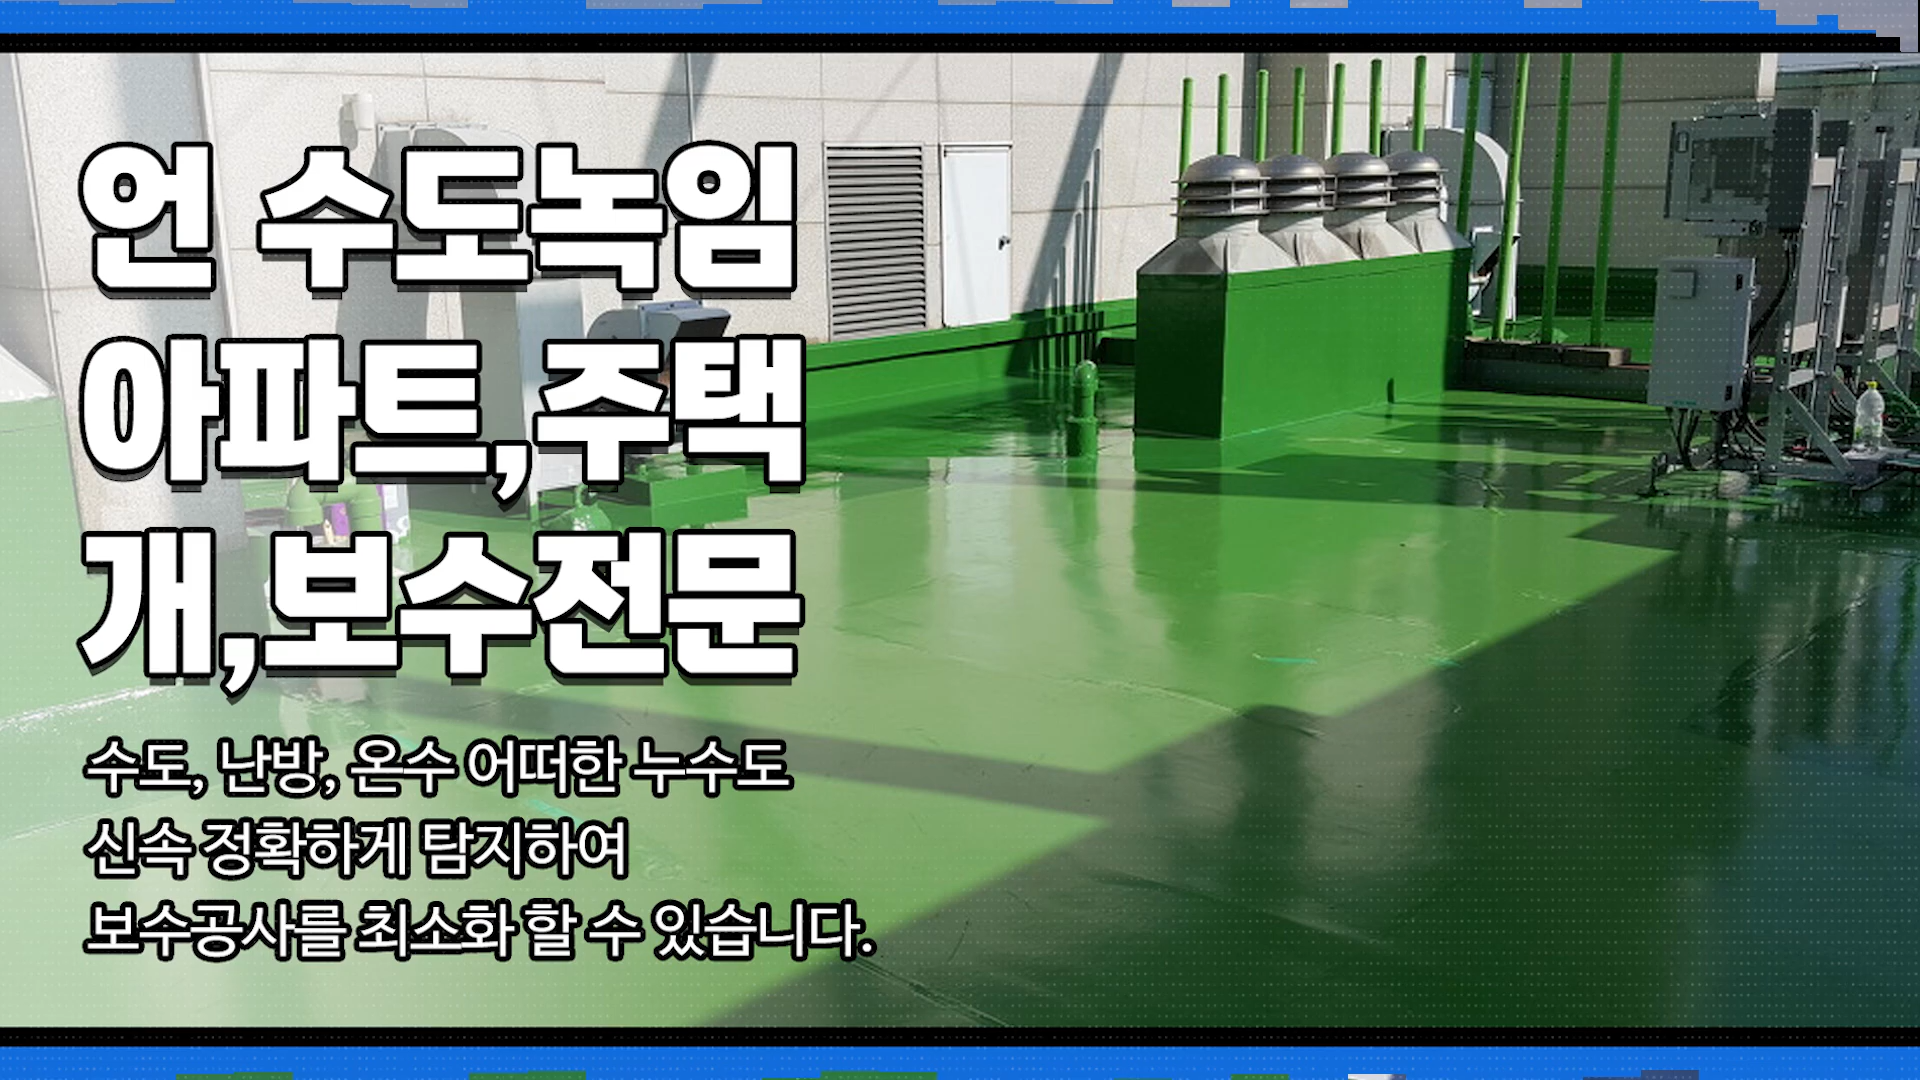 언 수도녹임
아파트,주택
개,보수전문
수도, 난방, 온수 어떠한 누수도
신속 정확하게 탐지하여
보수공사를 최소화 할 수 있습니다.